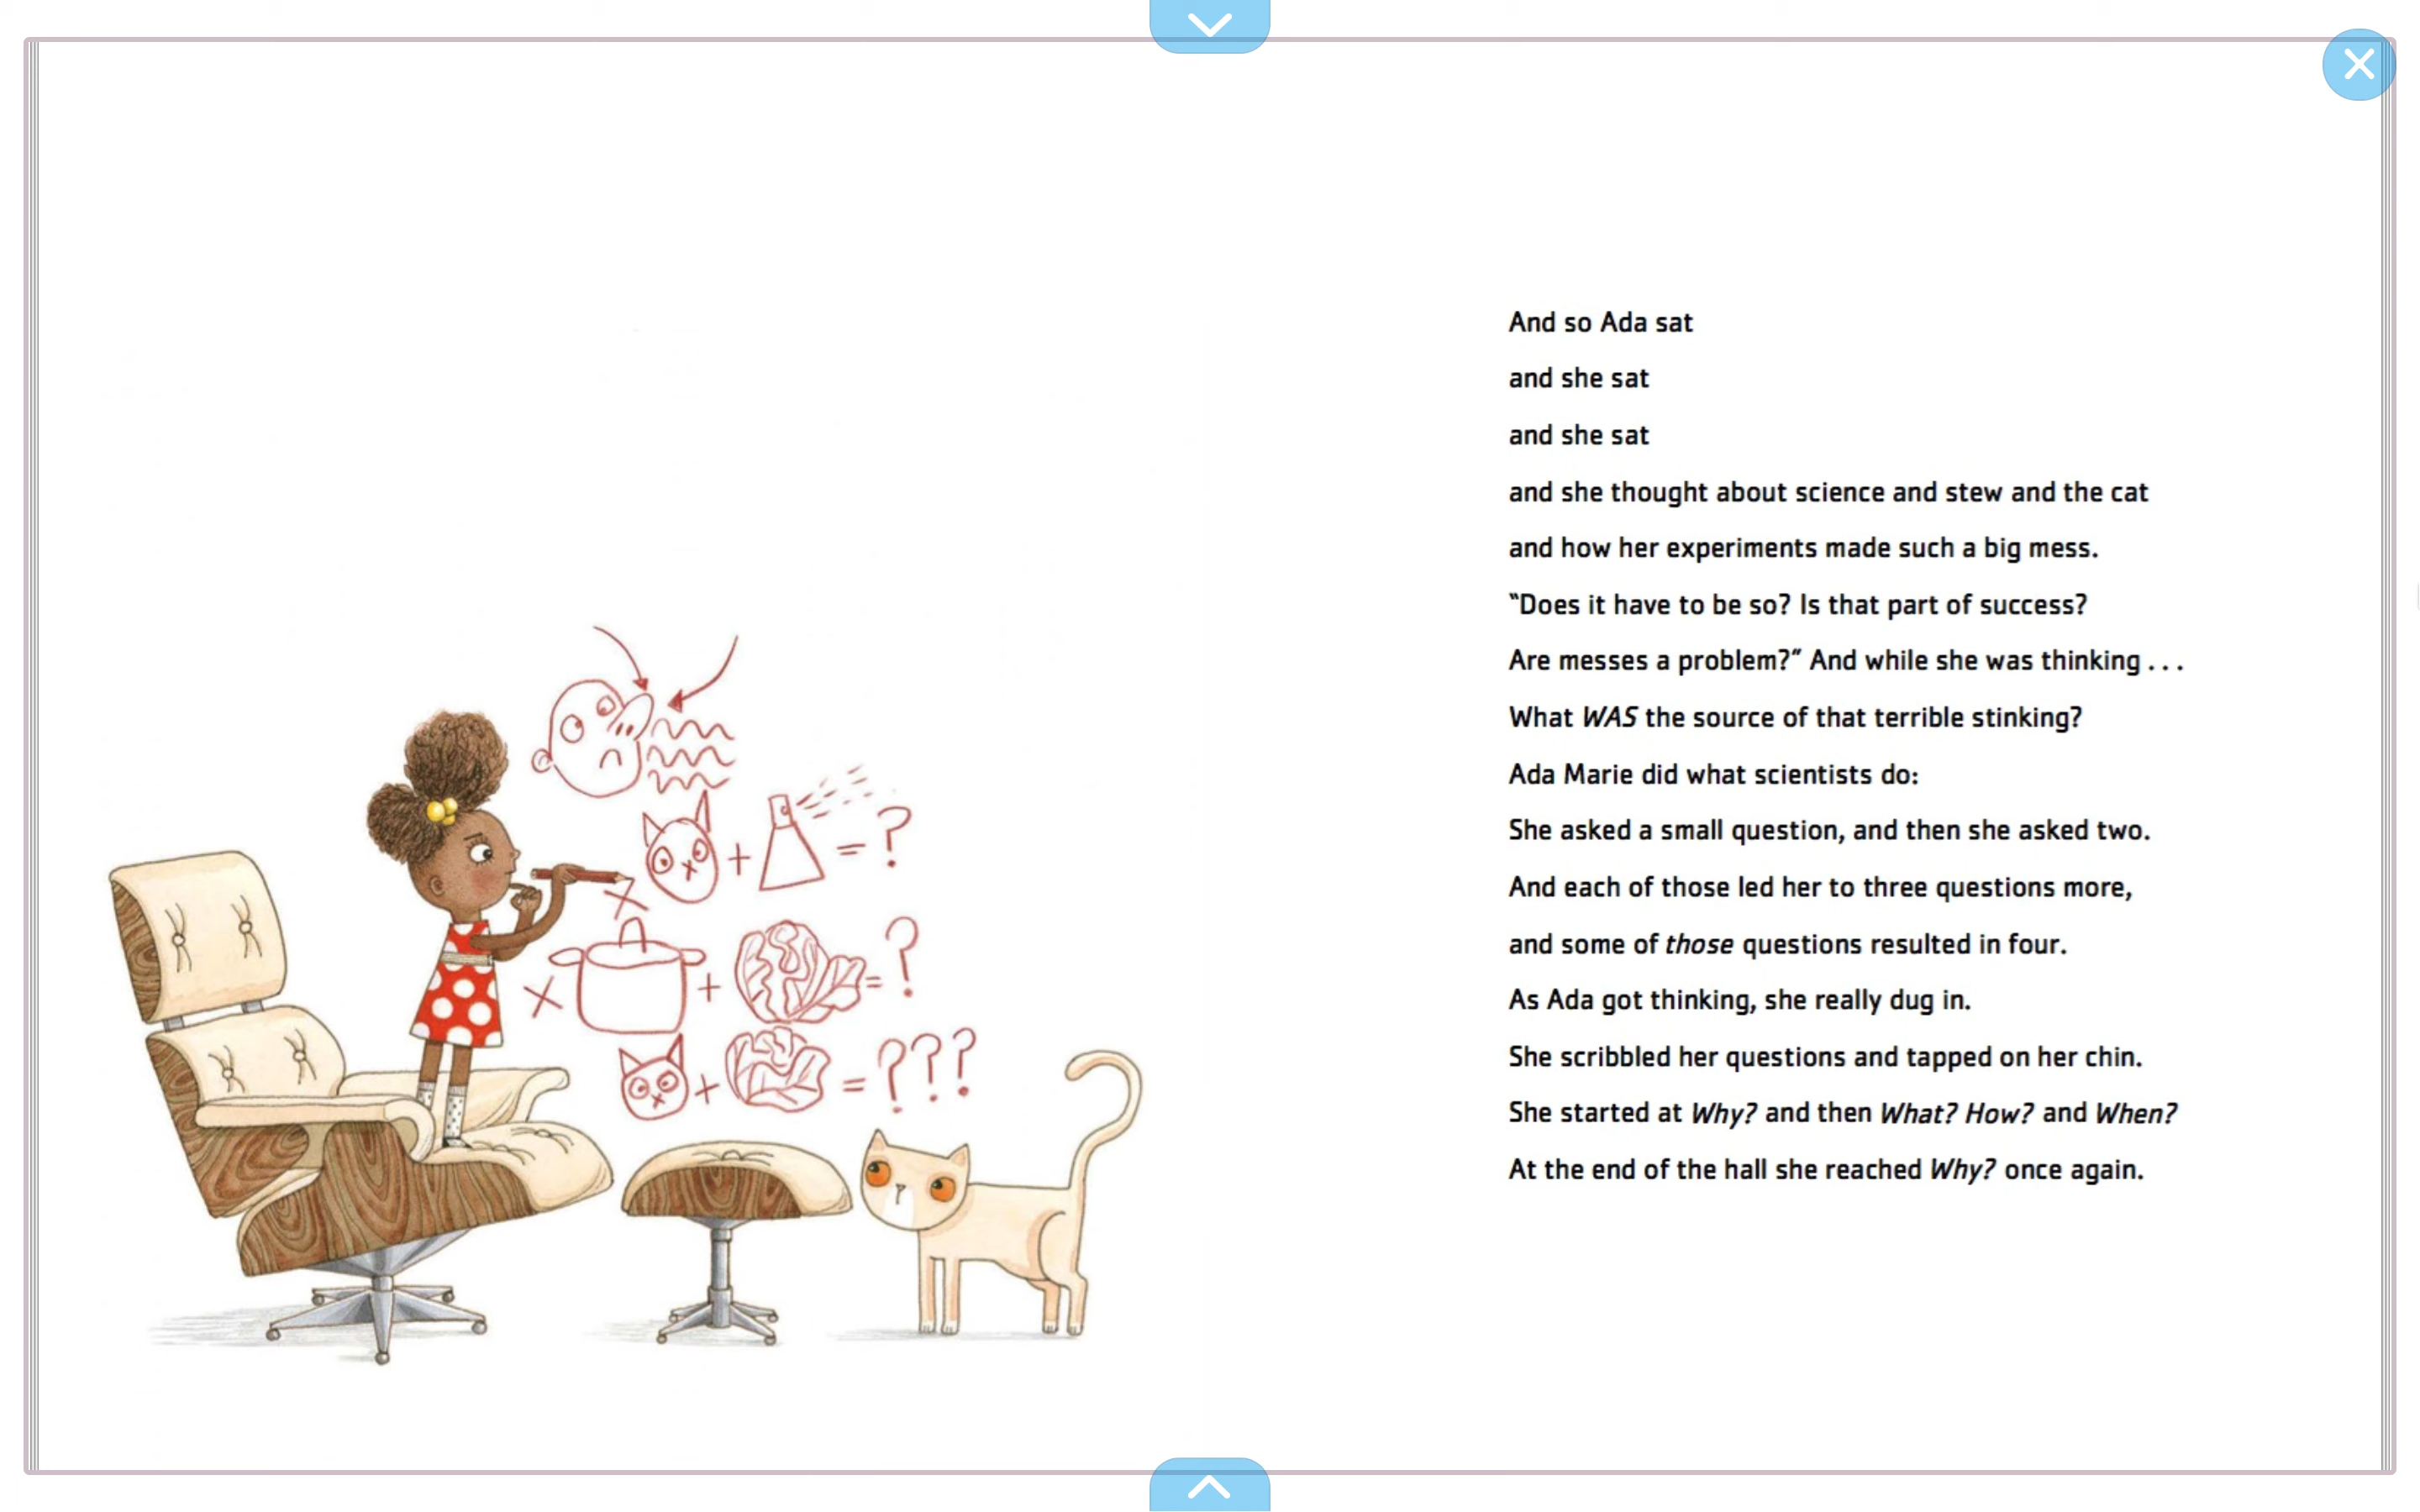 And so Ada sat
and she sat
and she sat
and she thought about science and stew and the cat
and how her experiments made such a big mess.
“Does it have to be so? Is that part of success?
Are messes a problem?” And while she was thinking . . .
What WAS the source of that terrible stinking?
Ada Marie did what scientists do:
She asked a small question, and then she asked two.
And each of those led her to three questions more,
and some of those questions resulted in four.
As Ada got thinking, she really dug in.
She scribbled her questions and tapped on her chin.
She started at Why? and then What? How? and When?
At the end of the hall she reached Why? once again.
+ = ?
+ = ?
+ = ???